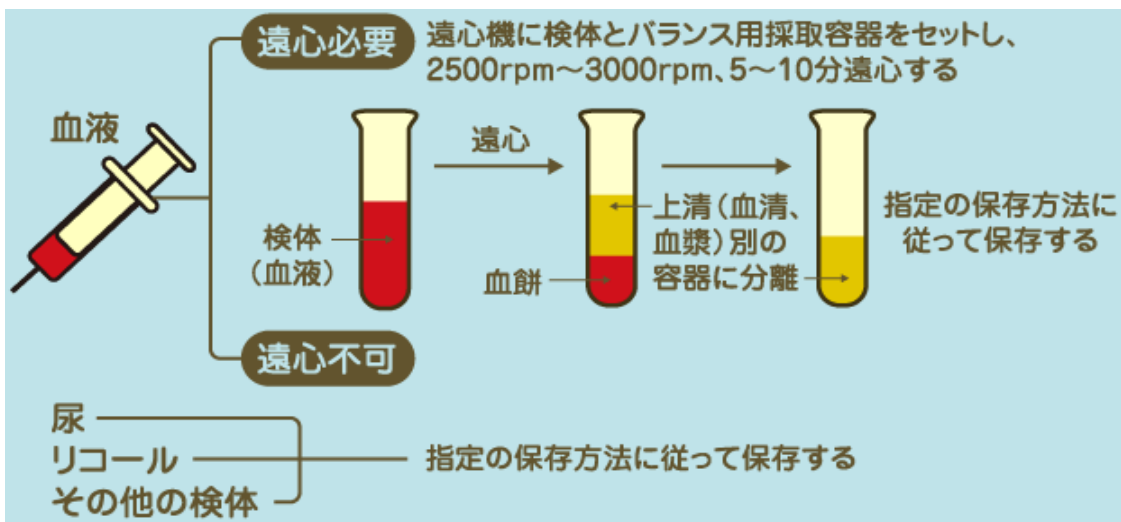 血液
遠心必要
遠心機に検体とバランス用採取容器をセットし、
2500rpm～3000rpm、5～10分遠心する
検体
（血液）
遠心
血餅
上清（血清、
血漿）別の
容器に分離
指定の保存方法に
従って保存する
遠心不可
尿
リコール
その他の検体
指定の保存方法に従って保存する